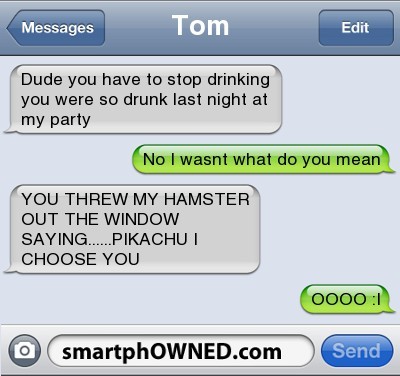 Messages
Tom
Edit
Dude you have to stop drinking
you were so drunk last night at
my party
No I wasnt what do you mean
YOU THREW MY HAMSTER
OUT THE WINDOW
SAYING......PIKACHU I
CHOOSE YOU
OOOO :l
smartphOWNED.com
Send